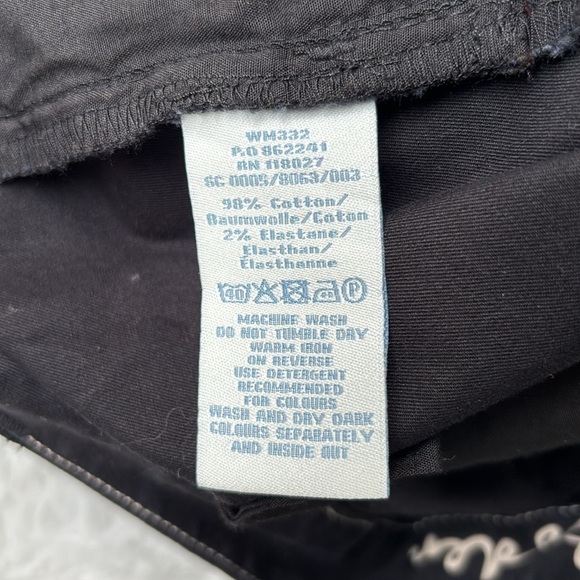 WM332
P.O 862241
RN 118027
SC 0005/8063/003
98% Cotton/
Baumwolle/Coton
2% Elastane/
Elasthan/
Élasthanne
40 P
MACHINE WASH
DO NOT TUMBLE DRY
WARM IRON
ON REVERSE
USE DETERGENT
RECOMMENDED
FOR COLOURS
WASH AND DRY DARK
COLOURS SEPARATELY
AND INSIDE OUT